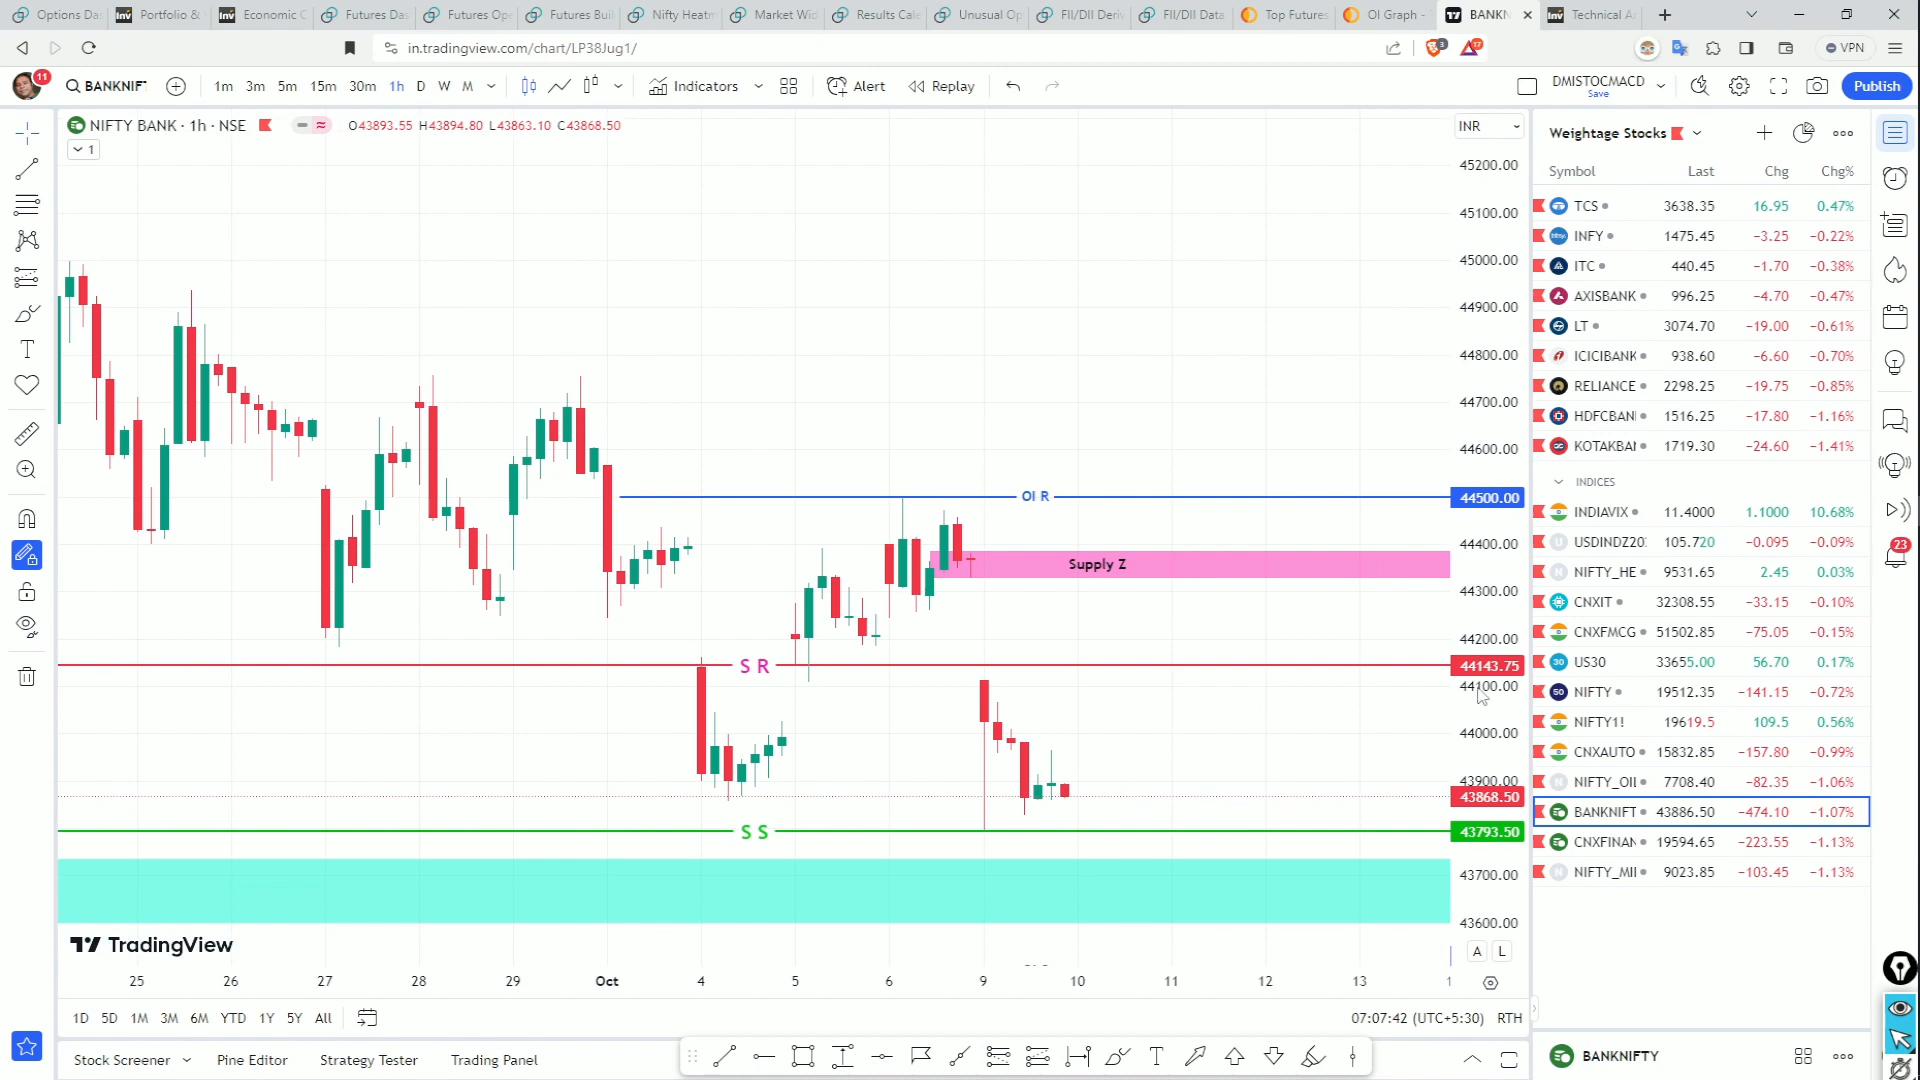 Options Das
Portfolio &
Economic C
Futures Das
Futures Ope
Futures Buil
Nifty Heatm
Market Wid
Results Cale
Unusual Op
FII/DII Deriv
FII/DII Data
Top Futures
OI Graph -
BANKN
Technical A
in.tradingview.com/chart/LP38Jug1/
VPN
11
BANKNIFT
1m 3m 5m 15m 30m 1h D W M
Indicators
Alert
Replay
DMISTOCMACD
Save
Publish
NIFTY BANK · 1h · NSE
O43893.55 H43894.80 L43863.10 C43868.50
1
INR
45200.00
45100.00
45000.00
44900.00
44800.00
44700.00
44600.00
OI R
44500.00
44400.00
Supply Z
44300.00
44200.00
S R
44143.75
44100.00
44000.00
43900.00
43868.50
S S
43793.50
43700.00
43600.00
TradingView
A L
25 26 27 28 29 Oct 4 5 6 9 10 11 12 13 1
1D 5D 1M 3M 6M YTD 1Y 5Y All
07:07:42 (UTC+5:30) RTH
Stock Screener
Pine Editor
Strategy Tester
Trading Panel
Weightage Stocks
Symbol Last Chg Chg%
TCS 3638.35 16.95 0.47%
INFY 1475.45 −3.25 −0.22%
ITC 440.45 −1.70 −0.38%
AXISBANK 996.25 −4.70 −0.47%
LT 3074.70 −19.00 −0.61%
ICICIBANK 938.60 −6.60 −0.70%
RELIANCE 2298.25 −19.75 −0.85%
HDFCBANI 1516.25 −17.80 −1.16%
KOTAKBAI 1719.30 −24.60 −1.41%
INDICES
INDIAVIX 11.4000 1.1000 10.68%
USDINDZ20: 105.720 −0.095 −0.09%
NIFTY_HE 9531.65 2.45 0.03%
CNXIT 32308.55 −33.15 −0.10%
CNXFMCG 51502.85 −75.05 −0.15%
US30 33655.00 56.70 0.17%
NIFTY 19512.35 −141.15 −0.72%
NIFTY1! 19619.5 109.5 0.56%
CNXAUTO 15832.85 −157.80 −0.99%
NIFTY_OII 7708.40 −82.35 −1.06%
BANKNIFT 43886.50 −474.10 −1.07%
CNXFINAN 19594.65 −223.55 −1.13%
NIFTY_MII 9023.85 −103.45 −1.13%
BANKNIFTY
23